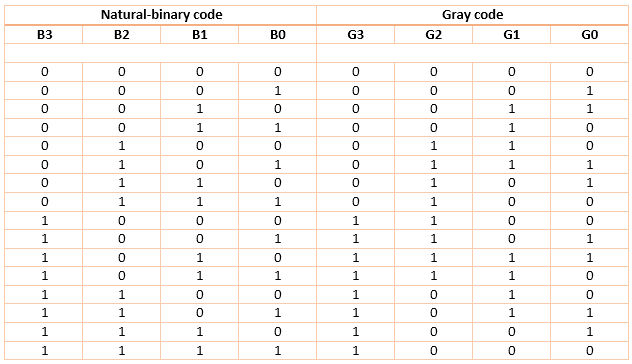 Natural-binary code Gray code
B3 B2 B1 B0 G3 G2 G1 G0
0 0 0 0 0 0 0 0
0 0 0 1 0 0 0 1
0 0 1 0 0 0 1 1
0 0 1 1 0 0 1 0
0 1 0 0 0 1 1 0
0 1 0 1 0 1 1 1
0 1 1 0 0 1 0 1
0 1 1 1 0 1 0 0
1 0 0 0 1 1 0 0
1 0 0 1 1 1 0 1
1 0 1 0 1 1 1 1
1 0 1 1 1 1 1 0
1 1 0 0 1 0 1 0
1 1 0 1 1 0 1 1
1 1 1 0 1 0 0 1
1 1 1 1 1 0 0 0